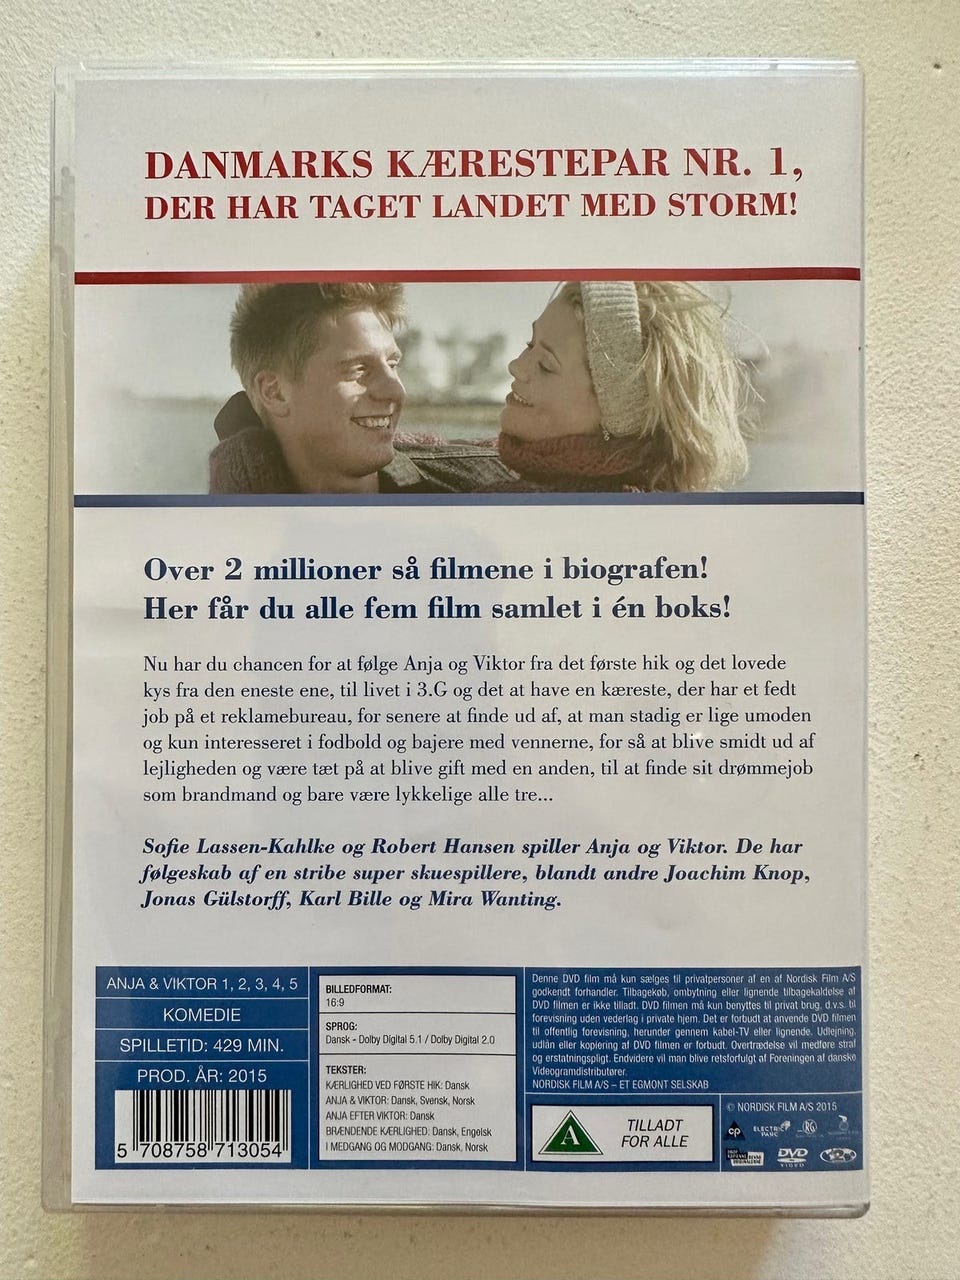 DANMARKS KÆRESTEPAR NR. 1,
DER HAR TAGET LANDET MED STORM!
Over 2 millioner så filmene i biografen!
Her får du alle fem film samlet i én boks!
Nu har du chancen for at følge Anja og Viktor fra det første hik og det lovede
kys fra den eneste ene, til livet i 3.G og det at have en kæreste, der har et fedt
job på et reklamebureau, for senere at finde ud af, at man stadig er lige umoden
og kun interesseret i fodbold og bajere med vennerne, for så at blive smidt ud af
lejligheden og være tæt på at blive gift med en anden, til at finde sit drømmejob
som brandmand og bare være lykkelige alle tre...
Sofie Lassen-Kahlke og Robert Hansen spiller Anja og Viktor. De har
følgeskab af en stribe super skuespillere, blandt andre Joachim Knop,
Jonas Gülstorff, Karl Bille og Mira Wanting.
ANJA & VIKTOR 1, 2, 3, 4, 5
KOMEDIE
SPILLETID: 429 MIN.
PROD. ÅR: 2015
5 708758 713054
BILLEDFORMAT:
16:9
SPROG:
Dansk - Dolby Digital 5.1 / Dolby Digital 2.0
TEKSTER:
KÆRLIGHED VED FØRSTE HIK: Dansk
ANJA & VIKTOR: Dansk, Svensk, Norsk
ANJA EFTER VIKTOR: Dansk
BRÆNDENDE KÆRLIGHED: Dansk, Engelsk
I MEDGANG OG MODGANG: Dansk, Norsk
Denne DVD film må kun sælges til privatpersoner af en af Nordisk Film A/S
godkendt forhandler. Tilbagekøb, ombytning eller lignende tilbagekaldelse af
DVD filmen er ikke tilladt. DVD filmen må kun benyttes til privat brug, d.v.s. til
forevisning uden vederlag i private hjem. Det er forbudt at anvende DVD filmen
til offentlig forevisning, herunder gennem kabel-TV eller lignende. Udlejning,
udlån eller kopiering af DVD filmen er forbudt. Overtrædelse vil medføre straf
og erstatningspligt. Endvidere vil man blive retsforfulgt af Foreningen af danske
Videogramdistributører.
NORDISK FILM A/S – ET EGMONT SELSKAB
A
TILLADT
FOR ALLE
© NORDISK FILM A/S 2015
CP
ELECTRIC
PARC
RG
DVD
VIDEO
2